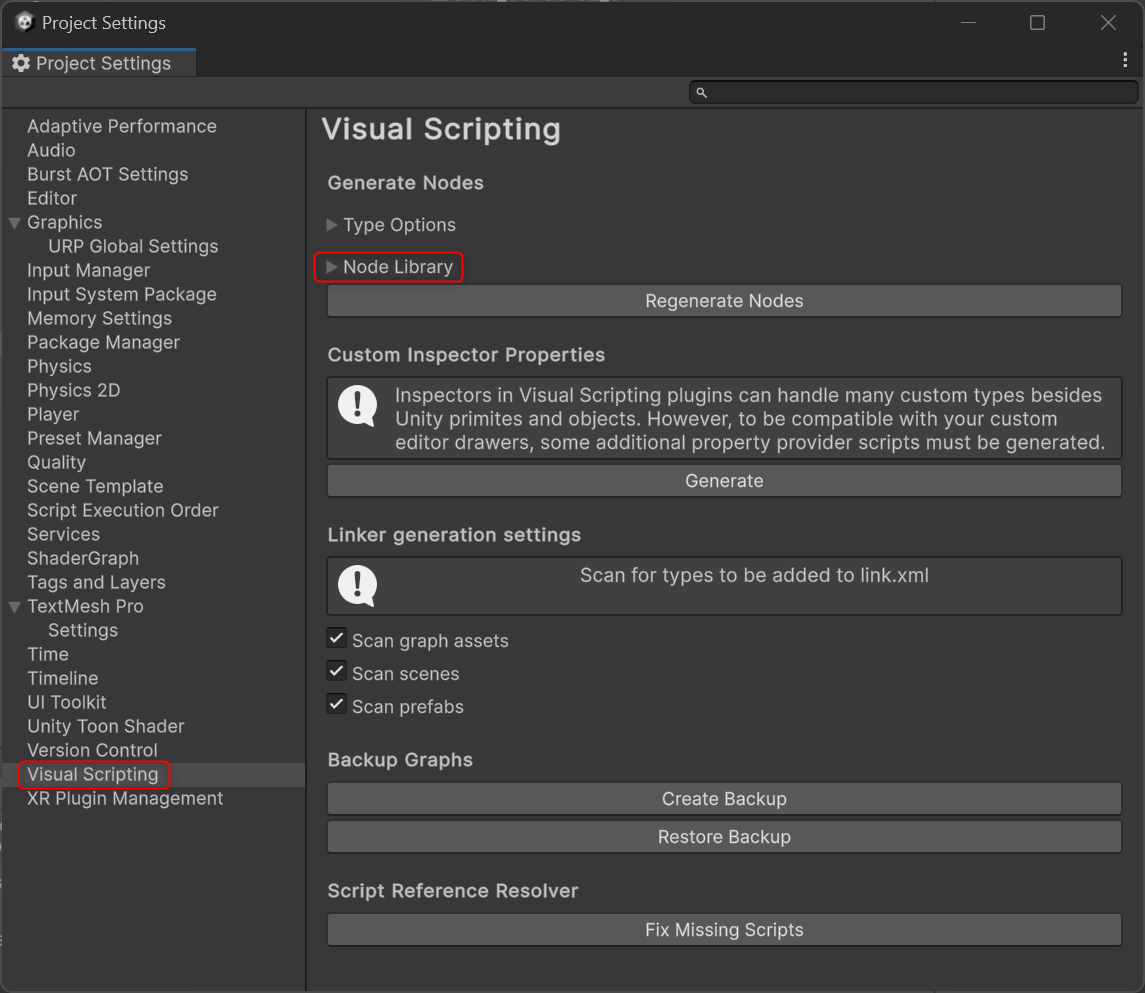 Project Settings
Project Settings
Adaptive Performance
Audio
Burst AOT Settings
Editor
Graphics
URP Global Settings
Input Manager
Input System Package
Memory Settings
Package Manager
Physics
Physics 2D
Player
Preset Manager
Quality
Scene Template
Script Execution Order
Services
ShaderGraph
Tags and Layers
TextMesh Pro
Settings
Time
Timeline
UI Toolkit
Unity Toon Shader
Version Control
Visual Scripting
XR Plugin Management
Visual Scripting
Generate Nodes
Type Options
Node Library
Regenerate Nodes
Custom Inspector Properties
Inspectors in Visual Scripting plugins can handle many custom types besides
Unity primites and objects. However, to be compatible with your custom
editor drawers, some additional property provider scripts must be generated.
Generate
Linker generation settings
Scan for types to be added to link.xml
Scan graph assets
Scan scenes
Scan prefabs
Backup Graphs
Create Backup
Restore Backup
Script Reference Resolver
Fix Missing Scripts